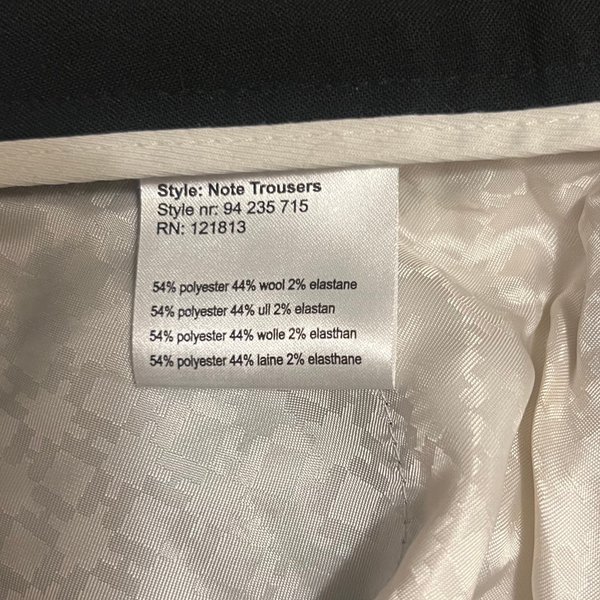 Style: Note Trousers
Style nr: 94 235 715
RN: 121813
54% polyester 44% wool 2% elastane
54% polyester 44% ull 2% elastan
54% polyester 44% wolle 2% elasthan
54% polyester 44% laine 2% elasthane